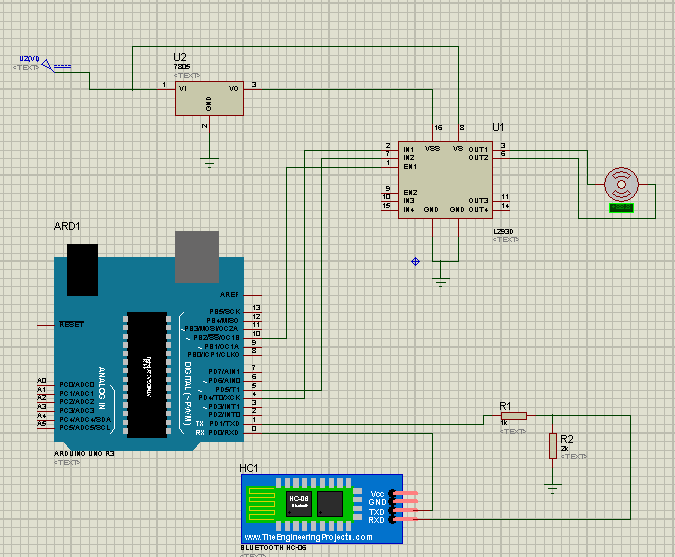 U2(VI)
<TEXT>
U2
7805
<TEXT>
1 VI VO 3
GND
2
16 8 U1
2 IN1 VSS VS OUT1 3
7 IN2 OUT2 6
1 EN1
9 EN2
10 IN3 OUT3 11
15 IN4 GND GND OUT4 14
L293D
<TEXT>
ARD1
AREF
RESET
PB5/SCK 13
PB4/MISO 12
PB3/MOSI/OC2A 11
PB2/SS/OC1B 10
PB1/OC1A 9
PB0/ICP1/CLKO 8
PD7/AIN1 7
PD6/AIN0 6
PD5/T1 5
PD4/T0/XCK 4
PD3/INT1 3
PD2/INT0 2
TX PD1/TXD 1
RX PD0/RXD 0
DIGITAL (~PWM)
ANALOG IN
A0 PC0/ADC0
A1 PC1/ADC1
A2 PC2/ADC2
A3 PC3/ADC3
A4 PC4/ADC4/SDA
A5 PC5/ADC5/SCL
ARDUINO UNO R3
<TEXT>
R1
1k
<TEXT>
R2
2k
<TEXT>
HC1
HC-06
Bluetooth
Vcc
GND
TXD
RXD
www.TheEngineeringProjects.com
BLUETOOTH HC-06
<TEXT>